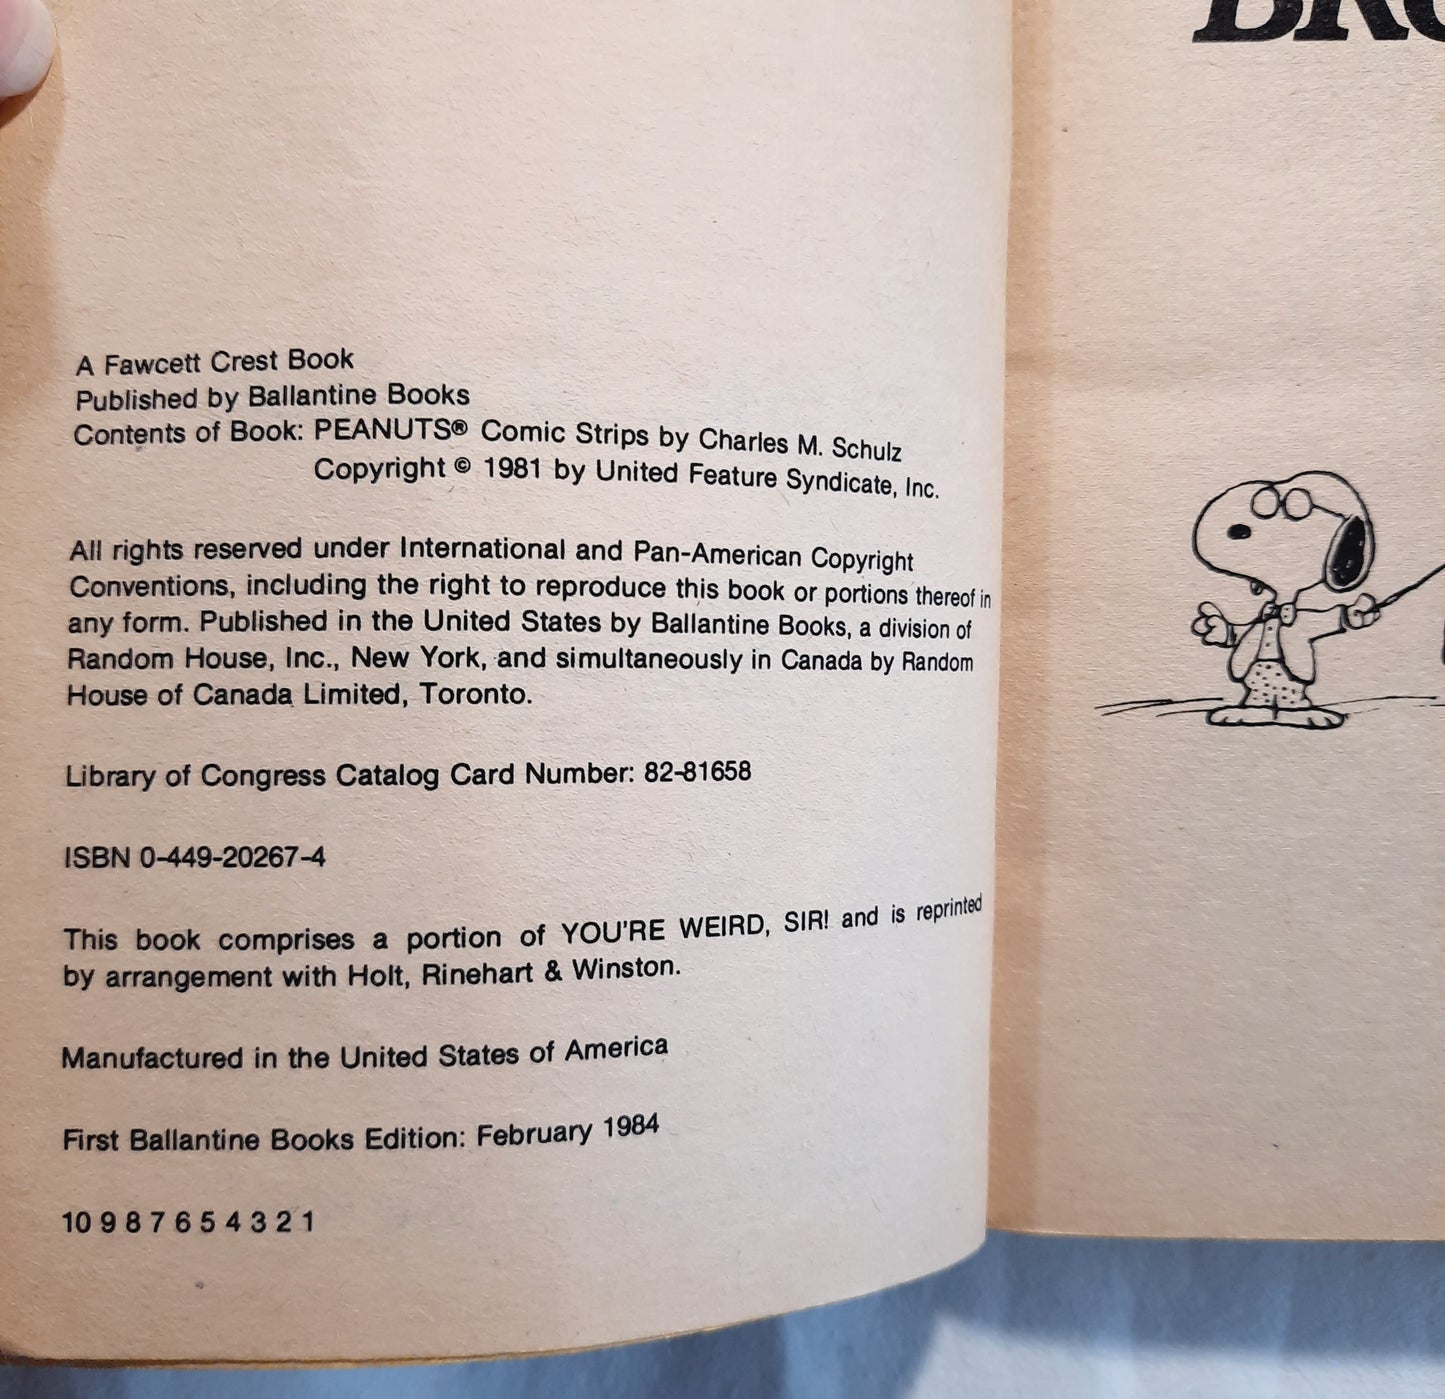 A Fawcett Crest Book
Published by Ballantine Books
Contents of Book: PEANUTS® Comic Strips by Charles M. Schulz
Copyright © 1981 by United Feature Syndicate, Inc.
All rights reserved under International and Pan-American Copyright
Conventions, including the right to reproduce this book or portions thereof in
any form. Published in the United States by Ballantine Books, a division of
Random House, Inc., New York, and simultaneously in Canada by Random
House of Canada Limited, Toronto.
Library of Congress Catalog Card Number: 82-81658
ISBN 0-449-20267-4
This book comprises a portion of YOU'RE WEIRD, SIR! and is reprinted
by arrangement with Holt, Rinehart & Winston.
Manufactured in the United States of America
First Ballantine Books Edition: February 1984
10 9 8 7 6 5 4 3 2 1